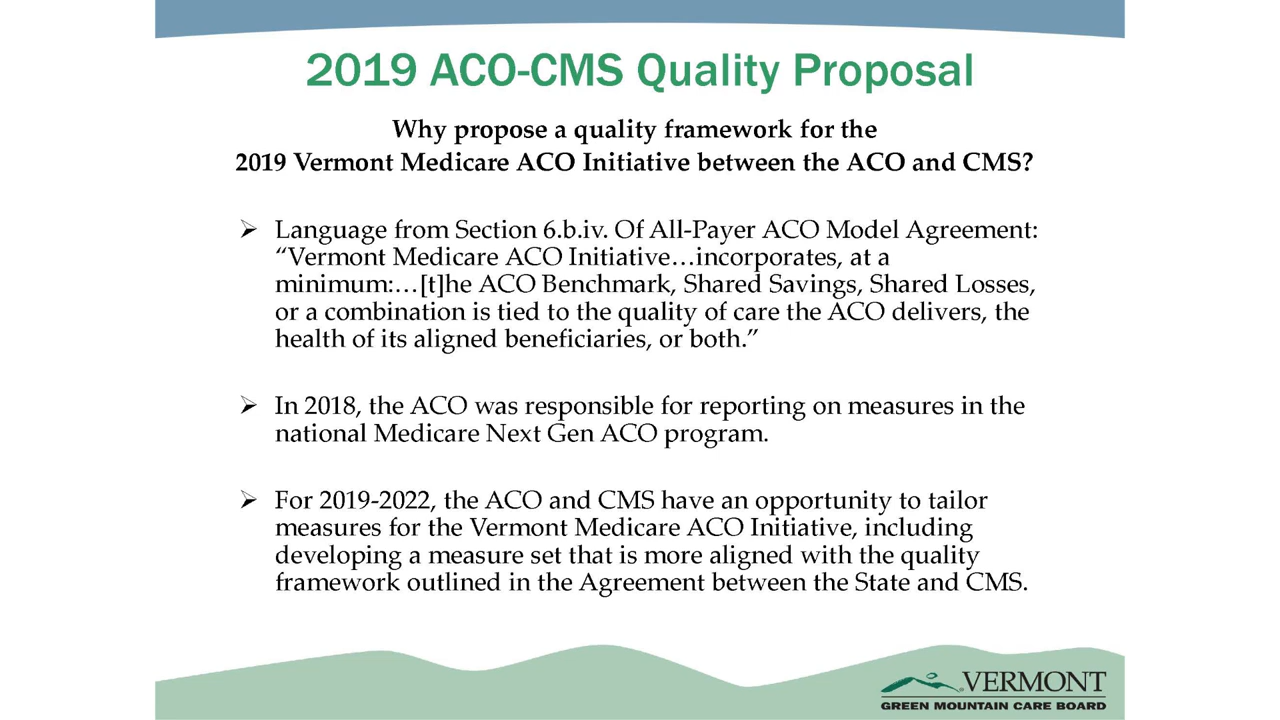 2019 ACO-CMS Quality Proposal
Why propose a quality framework for the
2019 Vermont Medicare ACO Initiative between the ACO and CMS?
➢ Language from Section 6.b.iv. Of All-Payer ACO Model Agreement:
“Vermont Medicare ACO Initiative…incorporates, at a
minimum:…[t]he ACO Benchmark, Shared Savings, Shared Losses,
or a combination is tied to the quality of care the ACO delivers, the
health of its aligned beneficiaries, or both.”
➢ In 2018, the ACO was responsible for reporting on measures in the
national Medicare Next Gen ACO program.
➢ For 2019-2022, the ACO and CMS have an opportunity to tailor
measures for the Vermont Medicare ACO Initiative, including
developing a measure set that is more aligned with the quality
framework outlined in the Agreement between the State and CMS.
VERMONT
GREEN MOUNTAIN CARE BOARD